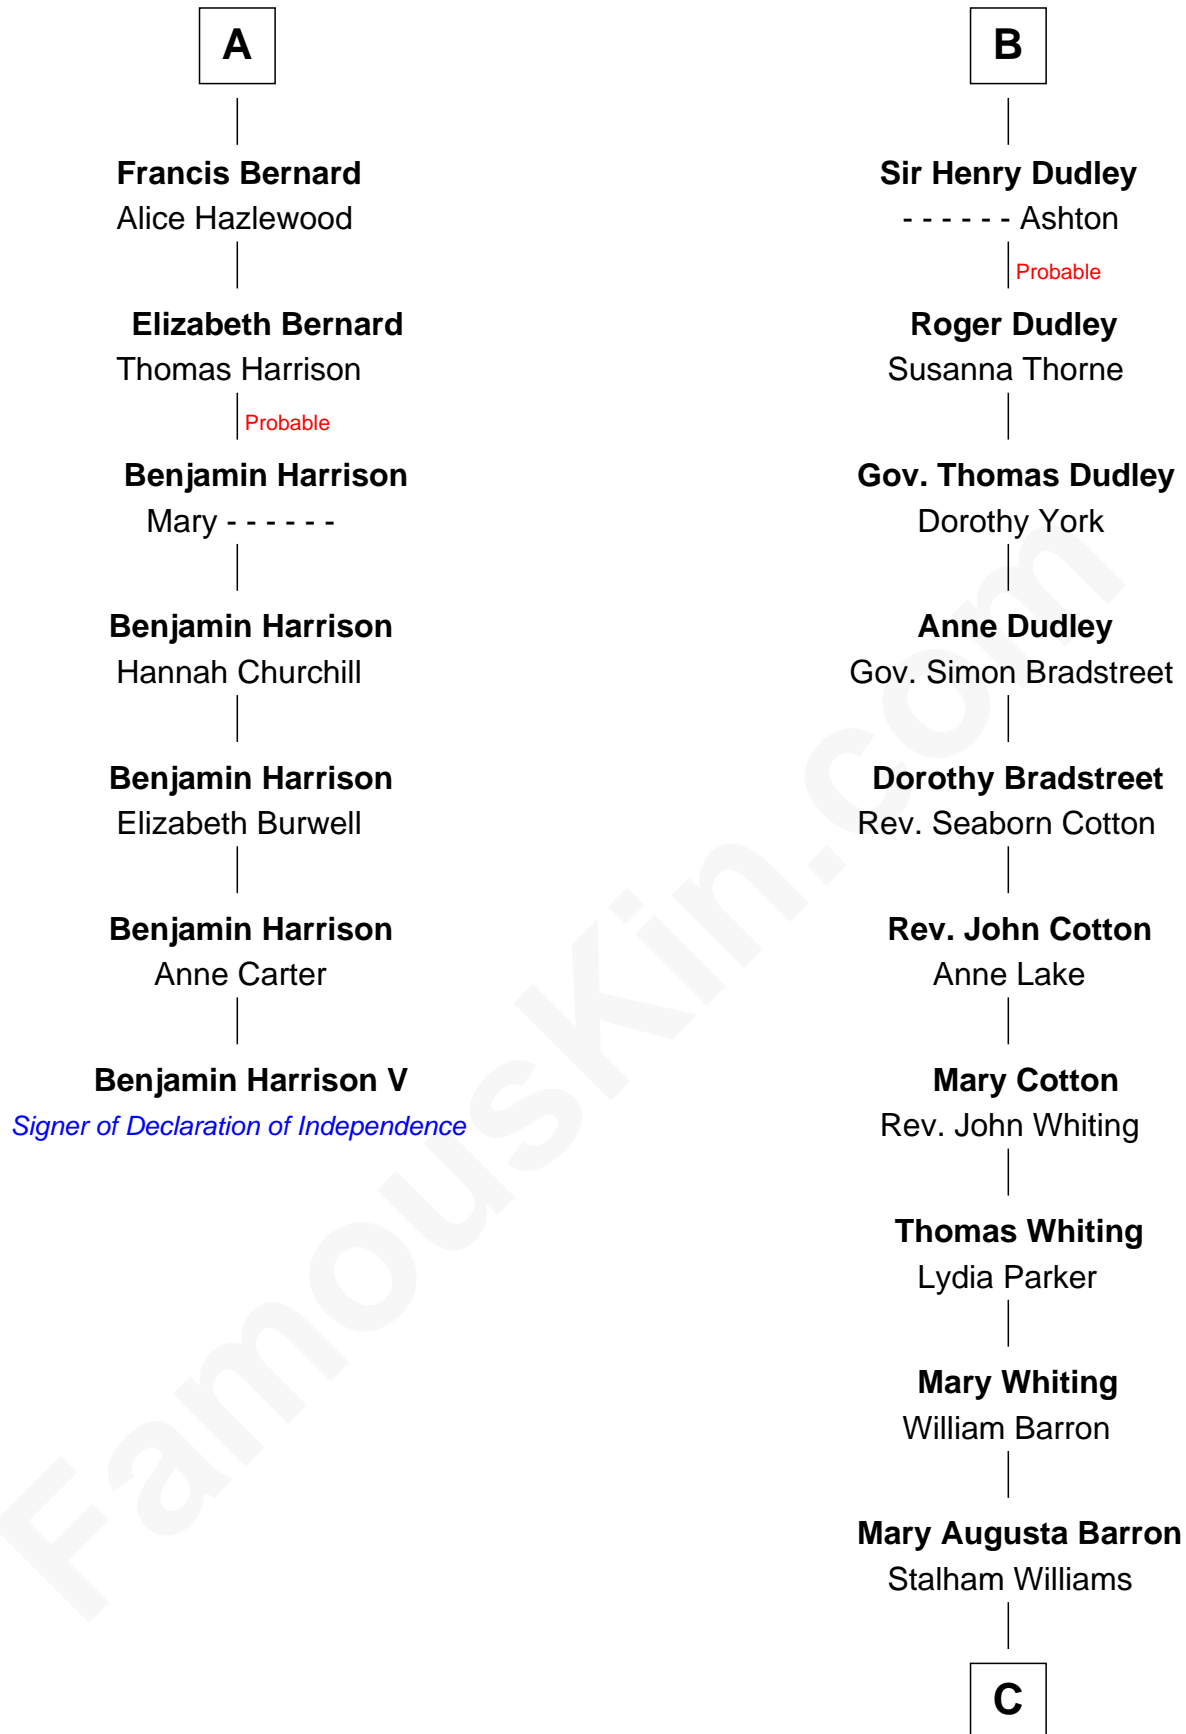 A
Francis Bernard
Alice Hazlewood
Elizabeth Bernard
Thomas Harrison
Probable
Benjamin Harrison
Mary - - - - - -
Benjamin Harrison
Hannah Churchill
Benjamin Harrison
Elizabeth Burwell
Benjamin Harrison
Anne Carter
Benjamin Harrison V
Signer of Declaration of Independence
B
Sir Henry Dudley
- - - - - - Ashton
Probable
Roger Dudley
Susanna Thorne
Gov. Thomas Dudley
Dorothy York
Anne Dudley
Gov. Simon Bradstreet
Dorothy Bradstreet
Rev. Seaborn Cotton
Rev. John Cotton
Anne Lake
Mary Cotton
Rev. John Whiting
Thomas Whiting
Lydia Parker
Mary Whiting
William Barron
Mary Augusta Barron
Stalham Williams
C
FamousKin.com